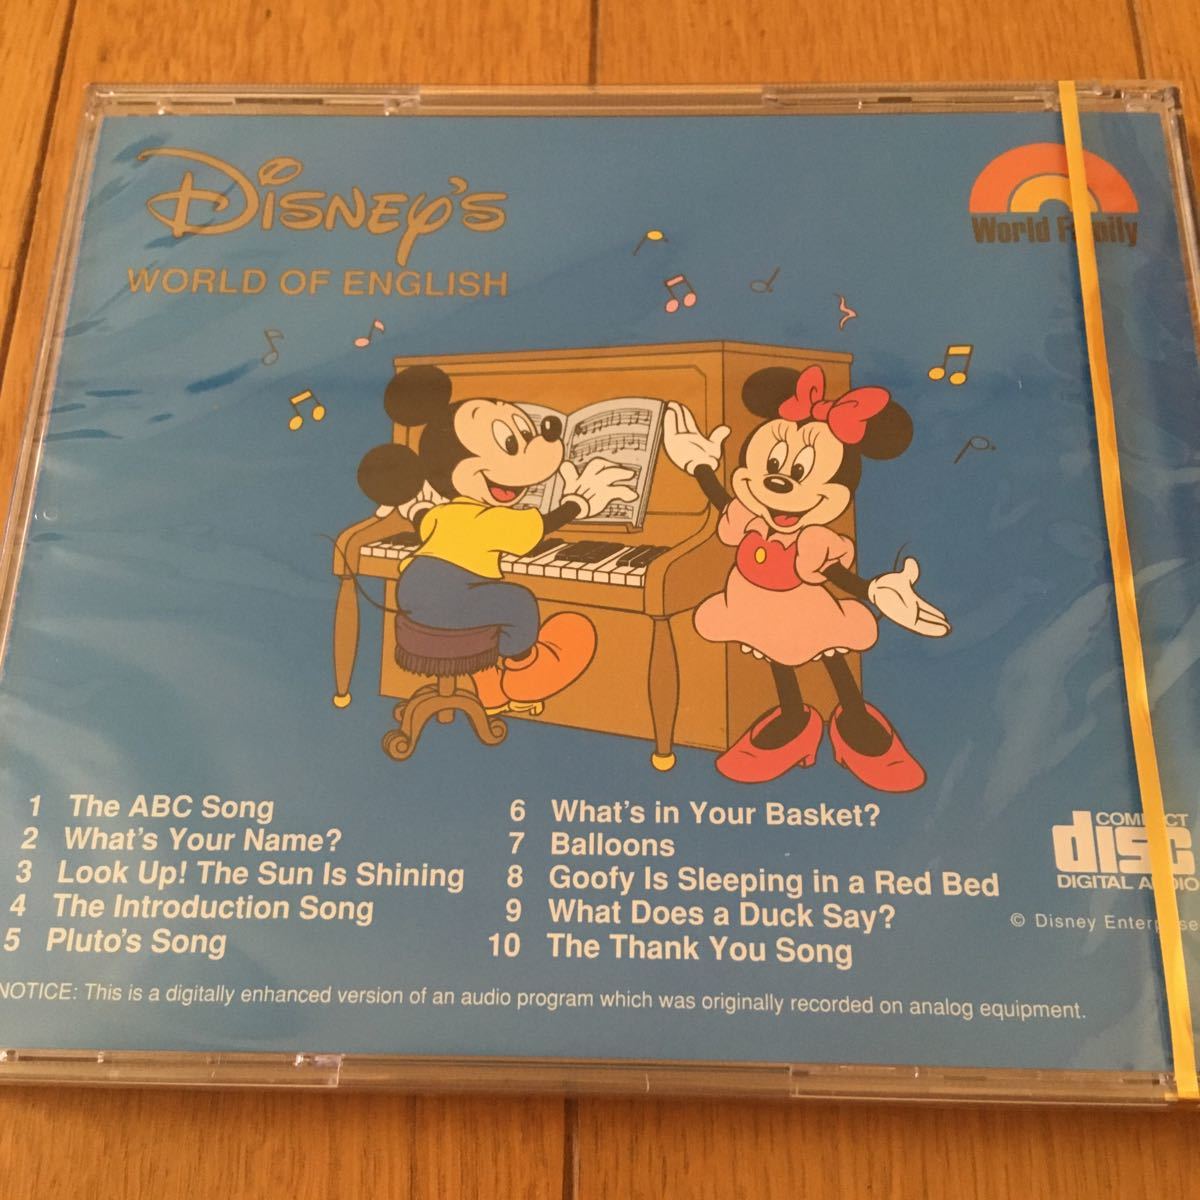 DISNEY'S
WORLD OF ENGLISH
World Family
1 The ABC Song
2 What's Your Name?
3 Look Up! The Sun Is Shining
4 The Introduction Song
5 Pluto's Song
6 What's in Your Basket?
7 Balloons
8 Goofy Is Sleeping in a Red Bed
9 What Does a Duck Say?
10 The Thank You Song
COMPACT
disc
DIGITAL AUDIO
© Disney
NOTICE: This is a digitally enhanced version of an audio program which was originally recorded on analog equipment.